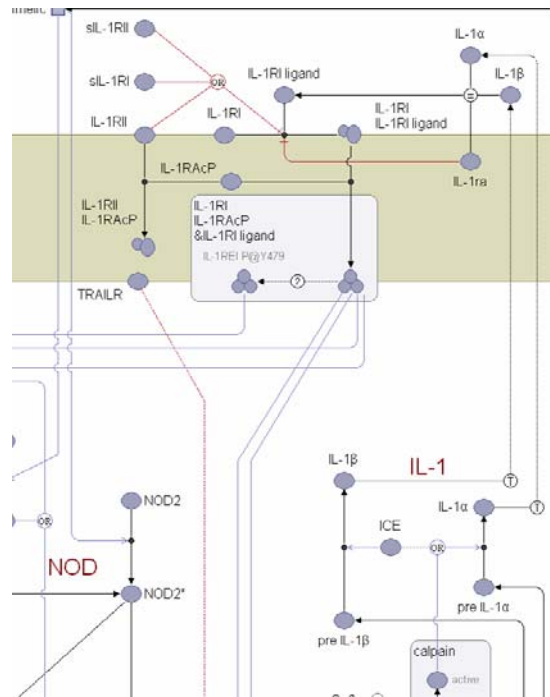 sIL-1RII
IL-1α
sIL-1RI
OR
IL-1RI ligand
=
IL-1β
IL-1RII
IL-1RI
IL-1RI
IL-1RI ligand
IL-1RAcP
IL-1ra
IL-1RII
IL-1RAcP
IL-1RI
IL-1RAcP
&IL-1RI ligand
?
TRAILR
IL-1β
IL-1
T
NOD2
IL-1α
T
OR
ICE
OR
NOD
NOD2*
pre IL-1α
pre IL-1β
calpain
active